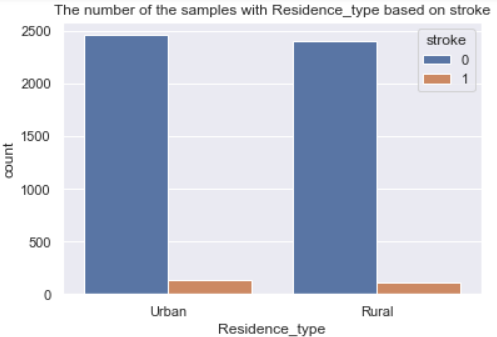 The number of the samples with Residence_type based on stroke
2500
2000
1500
1000
500
0
count
stroke
0
1
Urban
Rural
Residence_type